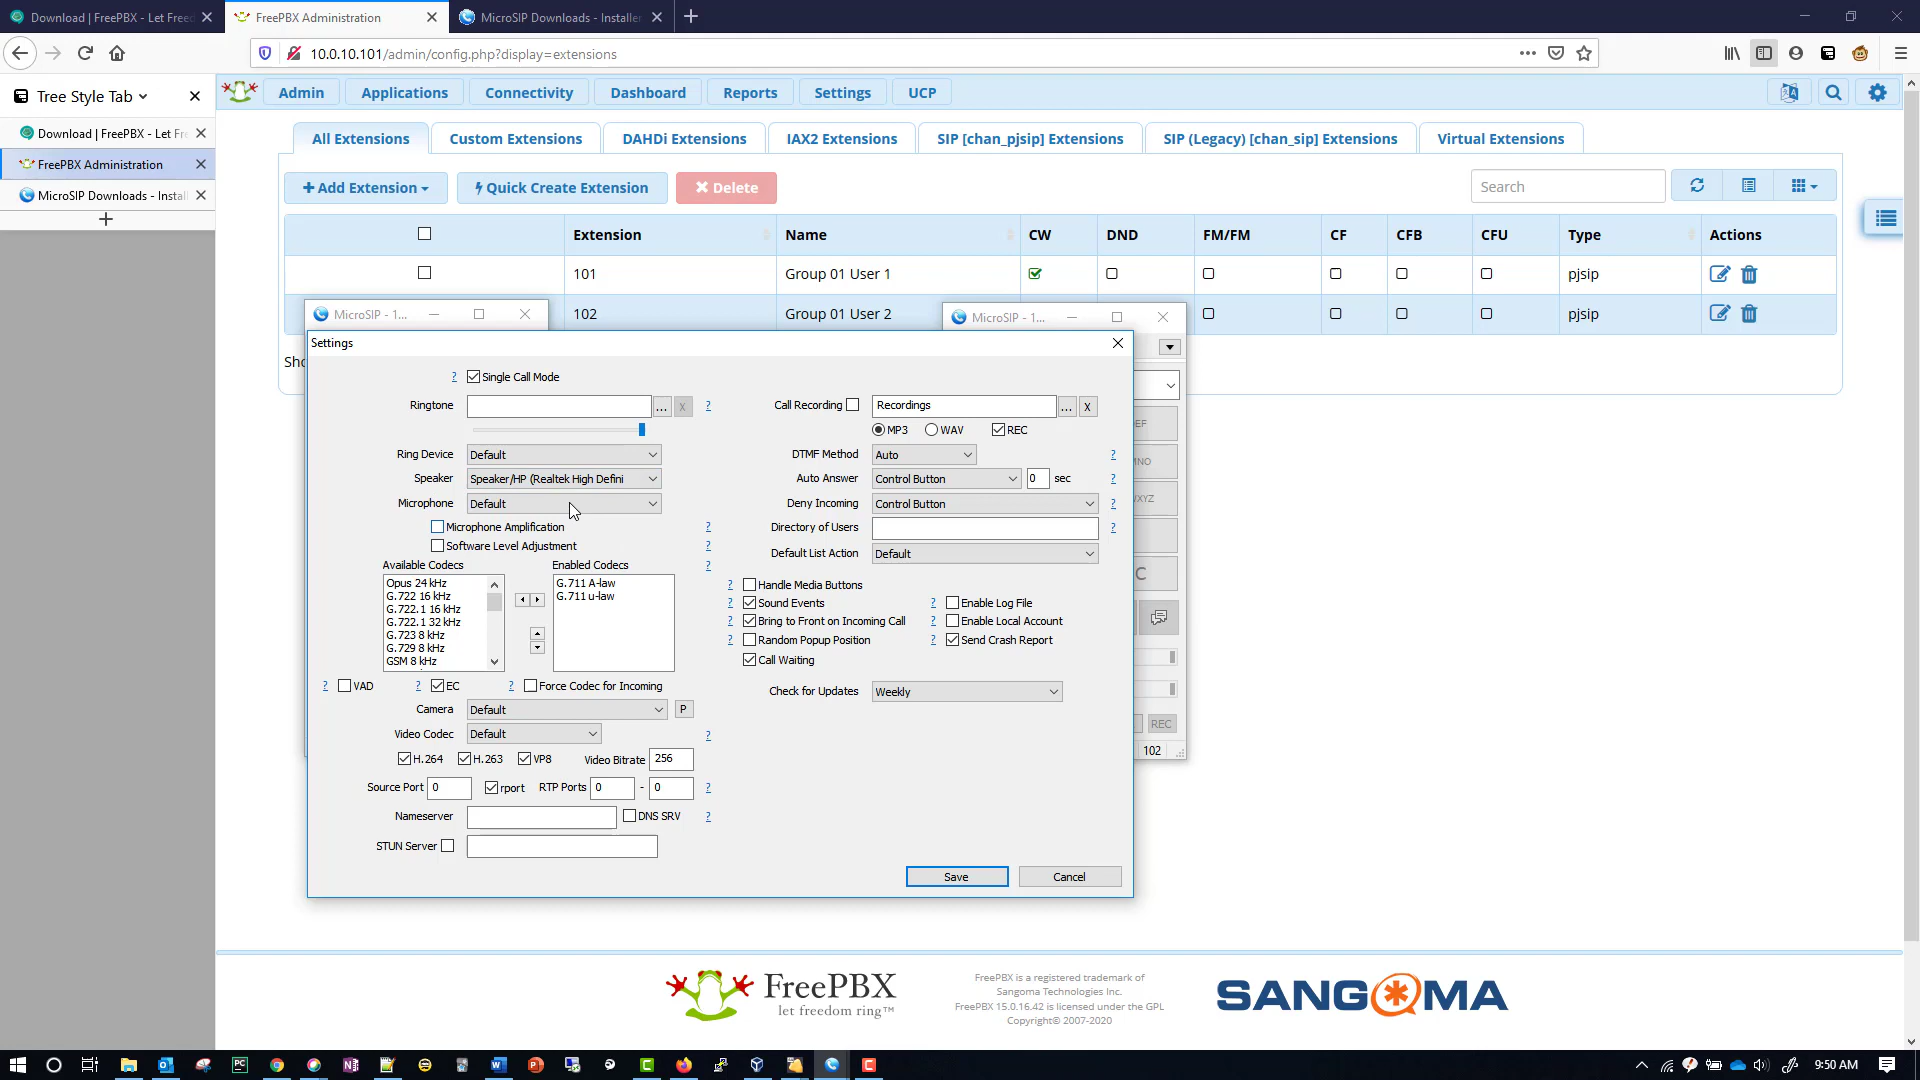 Download | FreePBX - Let Free
FreePBX Administration
MicroSIP Downloads - Installer
10.0.10.101/admin/config.php?display=extensions
Tree Style Tab
Download | FreePBX - Let Fr
FreePBX Administration
MicroSIP Downloads - Instal
Admin
Applications
Connectivity
Dashboard
Reports
Settings
UCP
All Extensions
Custom Extensions
DAHDi Extensions
IAX2 Extensions
SIP [chan_pjsip] Extensions
SIP (Legacy) [chan_sip] Extensions
Virtual Extensions
Add Extension
Quick Create Extension
Delete
Search
Extension Name CW DND FM/FM CF CFB CFU Type Actions
101 Group 01 User 1 pjsip
102 Group 01 User 2 pjsip
Sho
MicroSIP - 1...
MicroSIP - 1...
Settings
? Single Call Mode
Ringtone ... X ?
Ring Device Default
Speaker Speaker/HP (Realtek High Defini
Microphone Default
Microphone Amplification ?
Software Level Adjustment ?
Available Codecs Enabled Codecs ?
Opus 24 kHz
G.722 16 kHz
G.722.1 16 kHz
G.722.1 32 kHz
G.723 8 kHz
G.729 8 kHz
GSM 8 kHz
G.711 A-law
G.711 u-law
? VAD ? EC ? Force Codec for Incoming
Camera Default P
Video Codec Default ?
H.264 H.263 VP8 Video Bitrate 256
Source Port 0 rport RTP Ports 0 - 0 ?
Nameserver DNS SRV ?
STUN Server
Call Recording Recordings ... X
MP3 WAV REC
DTMF Method Auto ?
Auto Answer Control Button 0 sec ?
Deny Incoming Control Button ?
Directory of Users ?
Default List Action Default
? Handle Media Buttons
? Sound Events ? Enable Log File
? Bring to Front on Incoming Call ? Enable Local Account
? Random Popup Position ? Send Crash Report
Call Waiting
Check for Updates Weekly
Save
Cancel
EF
MNO
XYZ
C
REC
102
FreePBX
let freedom ring™
FreePBX is a registered trademark of
Sangoma Technologies Inc.
FreePBX 15.0.16.42 is licensed under the GPL
Copyright© 2007-2020
SANGOMA
9:50 AM